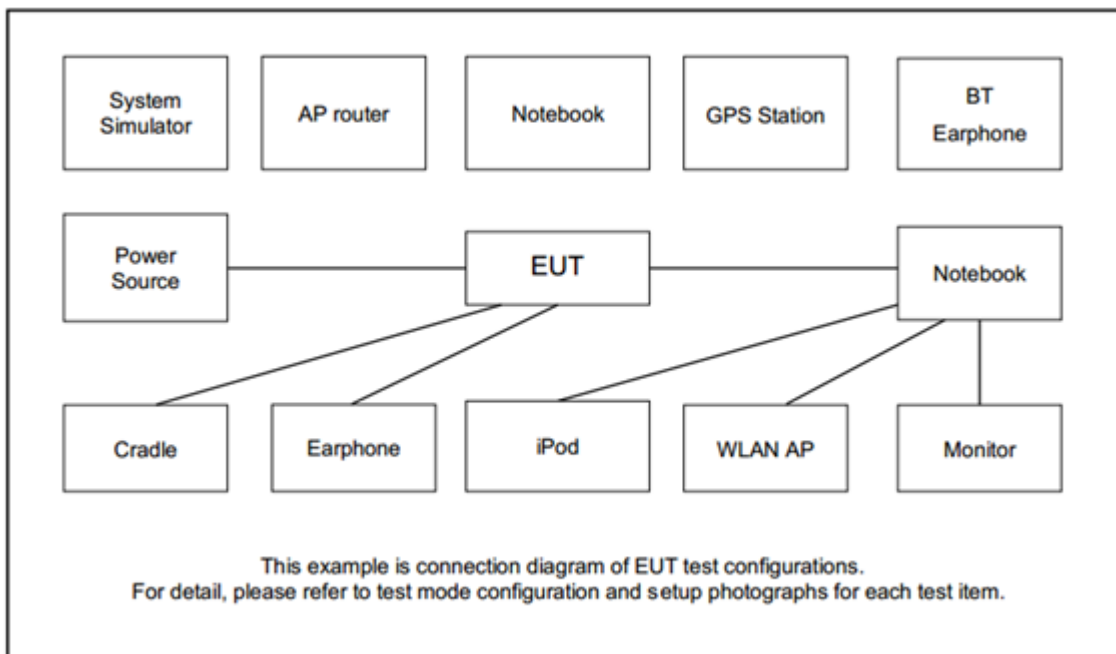 System
Simulator
AP router
Notebook
GPS Station
BT
Earphone
Power
Source
EUT
Notebook
Cradle
Earphone
iPod
WLAN AP
Monitor
This example is connection diagram of EUT test configurations.
For detail, please refer to test mode configuration and setup photographs for each test item.